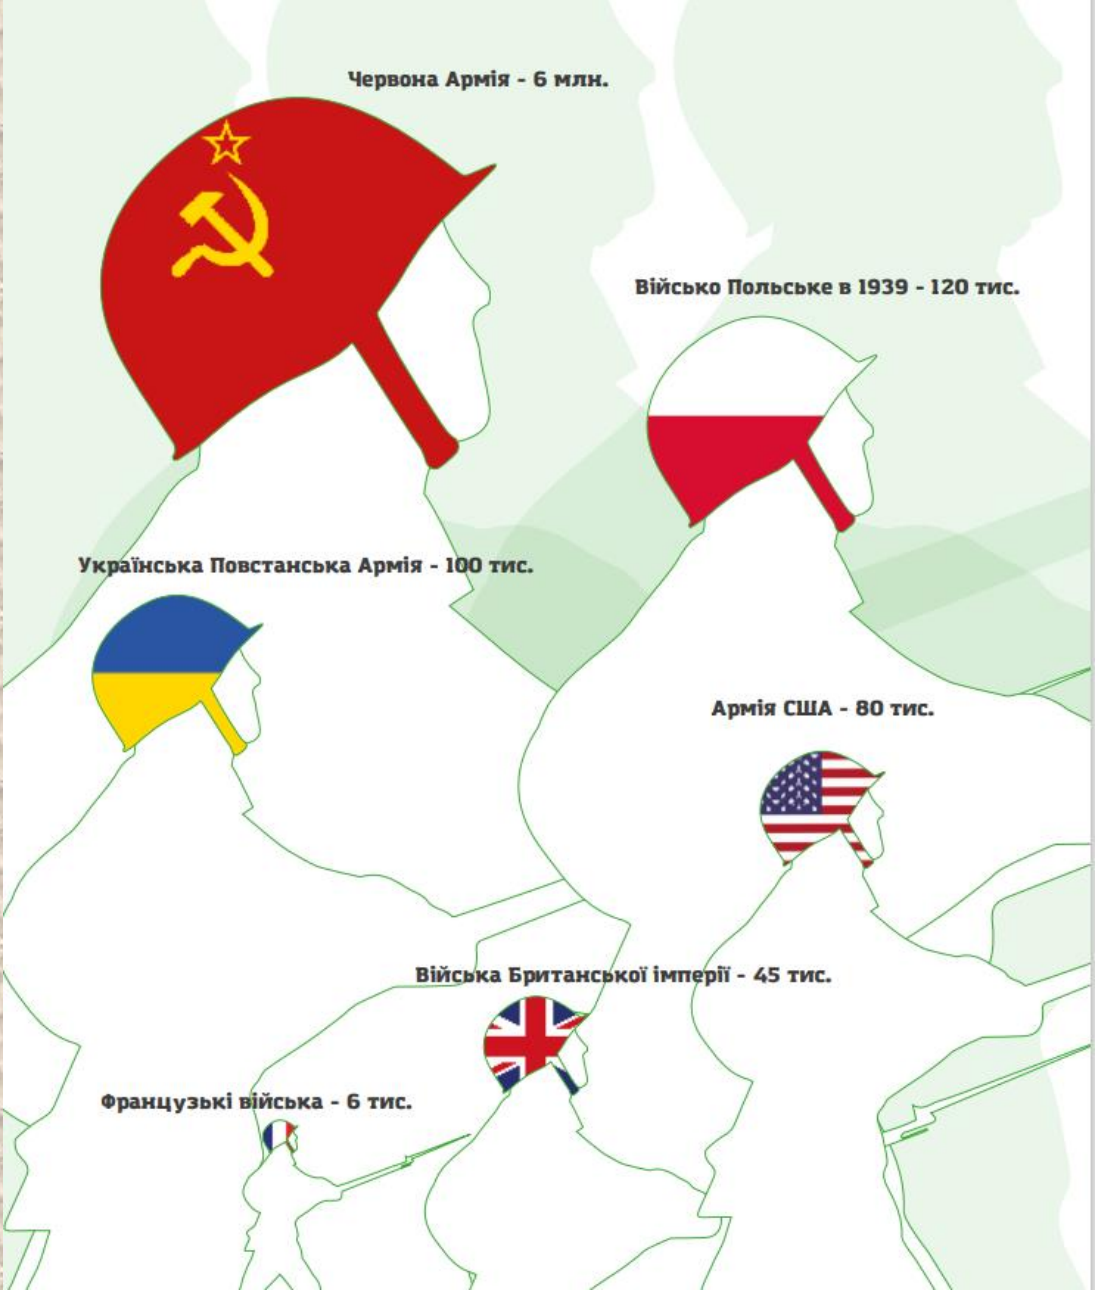 Червона Армія - 6 млн.
Військо Польське в 1939 - 120 тис.
Українська Повстанська Армія - 100 тис.
Армія США - 80 тис.
Війська Британської імперії - 45 тис.
Французькі війська - 6 тис.